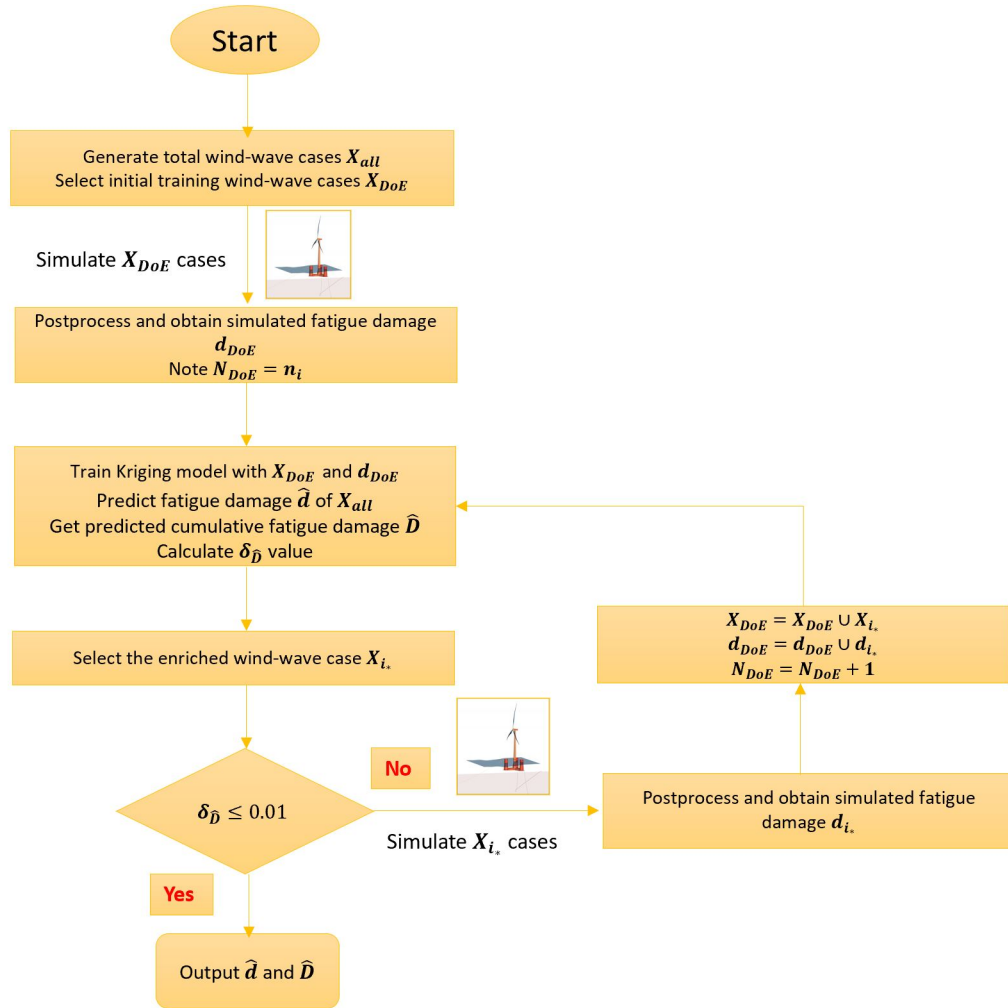 Start
Generate total wind-wave cases X_all
Select initial training wind-wave cases X_DoE
Simulate X_DoE cases
Postprocess and obtain simulated fatigue damage
d_DoE
Note N_DoE = n_i
Train Kriging model with X_DoE and d_DoE
Predict fatigue damage d̂ of X_all
Get predicted cumulative fatigue damage D̂
Calculate δ_D̂ value
Select the enriched wind-wave case X_i*
δ_D̂ ≤ 0.01
No
Simulate X_i* cases
Postprocess and obtain simulated fatigue
damage d_i*
X_DoE = X_DoE ∪ X_i*
d_DoE = d_DoE ∪ d_i*
N_DoE = N_DoE + 1
Yes
Output d̂ and D̂